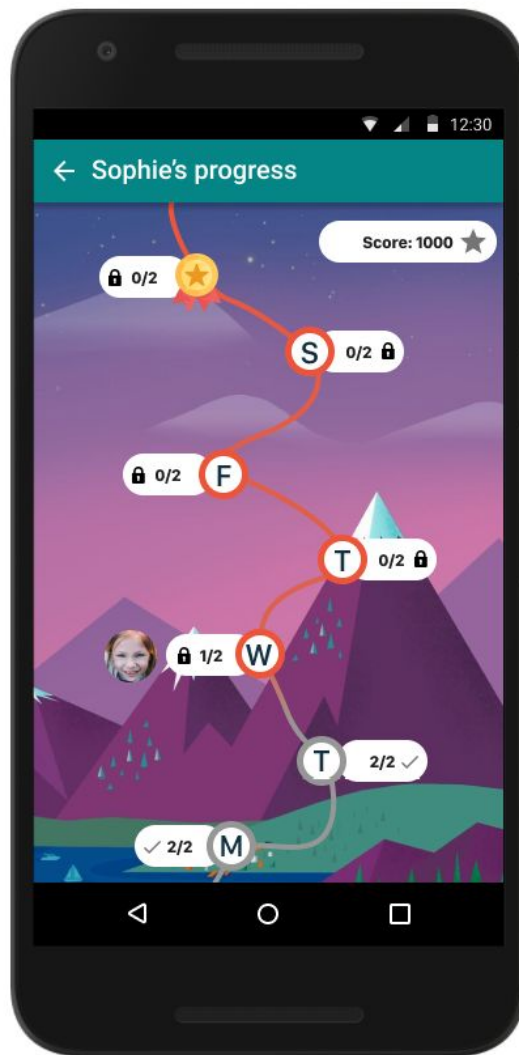 12:30
Sophie's progress
Score: 1000
0/2
S 0/2
0/2 F
T 0/2
1/2 W
T 2/2
2/2 M